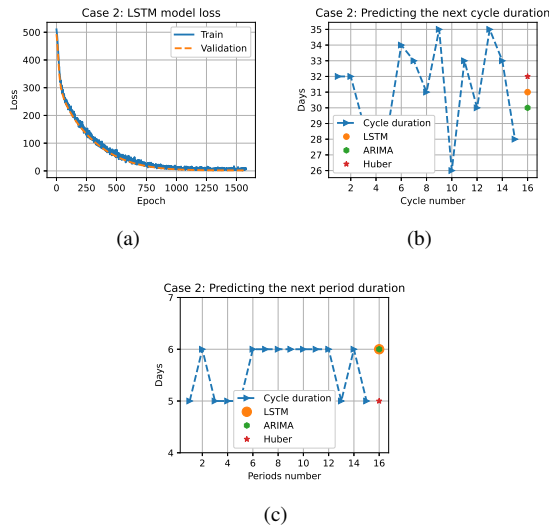 Case 2: LSTM model loss
500
400
300
200
100
0
Loss
0 250 500 750 1000 1250 1500
Epoch
Train
Validation
(a)
Case 2: Predicting the next cycle duration
35
34
33
32
31
30
29
28
27
26
Days
2 4 6 8 10 12 14 16
Cycle number
Cycle duration
LSTM
ARIMA
Huber
(b)
Case 2: Predicting the next period duration
7
6
5
4
Days
2 4 6 8 10 12 14 16
Periods number
Cycle duration
LSTM
ARIMA
Huber
(c)